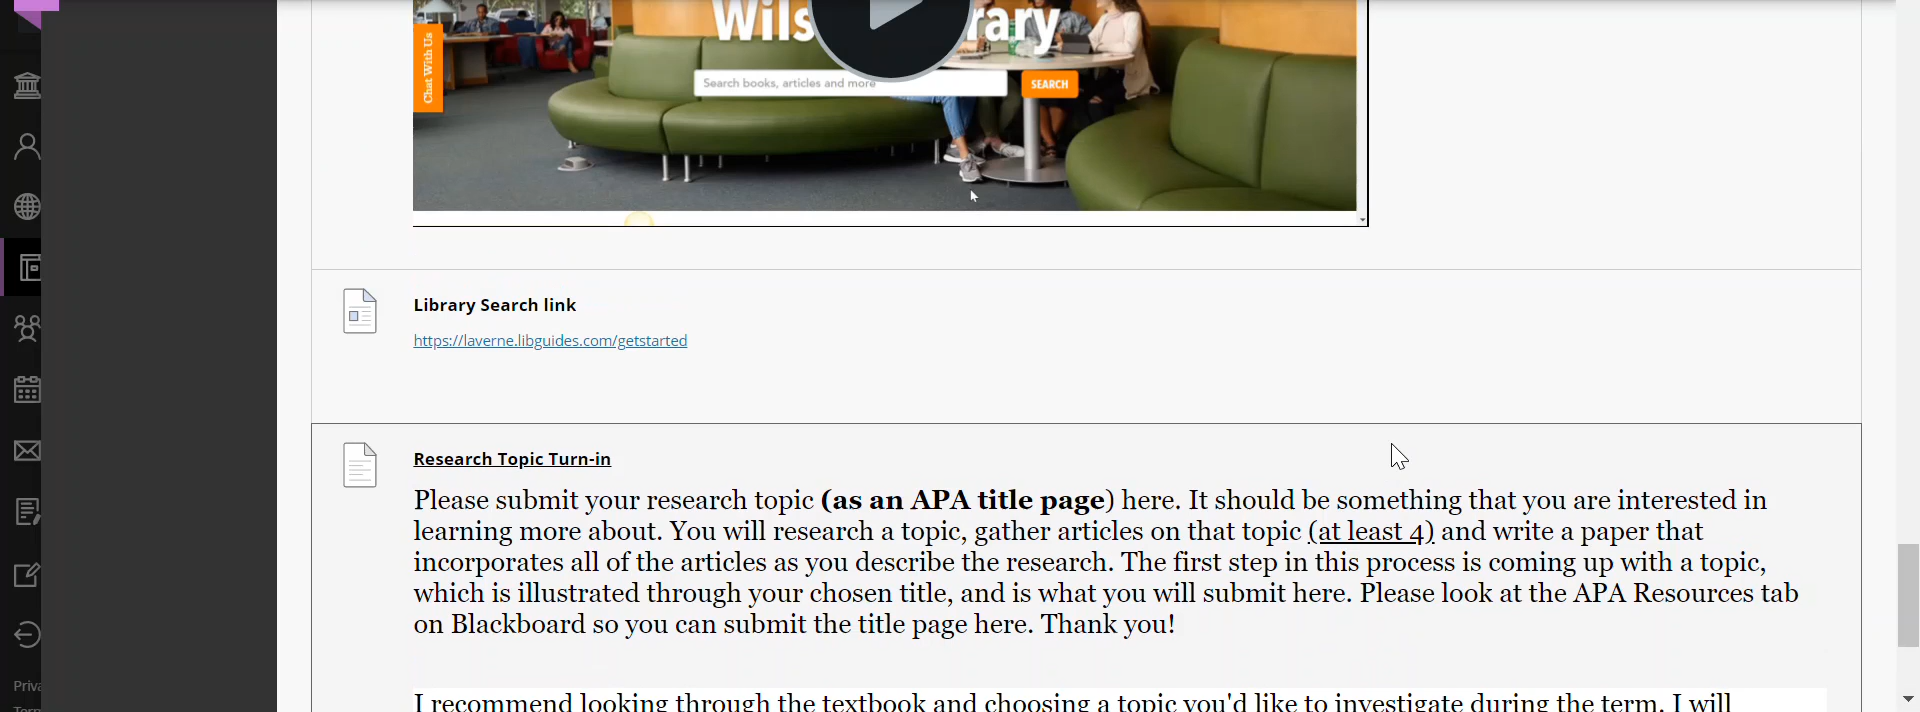 Wils rary
Chat With Us
Search books, articles and more
SEARCH
Library Search link
https://laverne.libguides.com/getstarted
Research Topic Turn-in
Please submit your research topic (as an APA title page) here. It should be something that you are interested in
learning more about. You will research a topic, gather articles on that topic (at least 4) and write a paper that
incorporates all of the articles as you describe the research. The first step in this process is coming up with a topic,
which is illustrated through your chosen title, and is what you will submit here. Please look at the APA Resources tab
on Blackboard so you can submit the title page here. Thank you!
I recommend looking through the textbook and choosing a topic you'd like to investigate during the term. I will
Priva